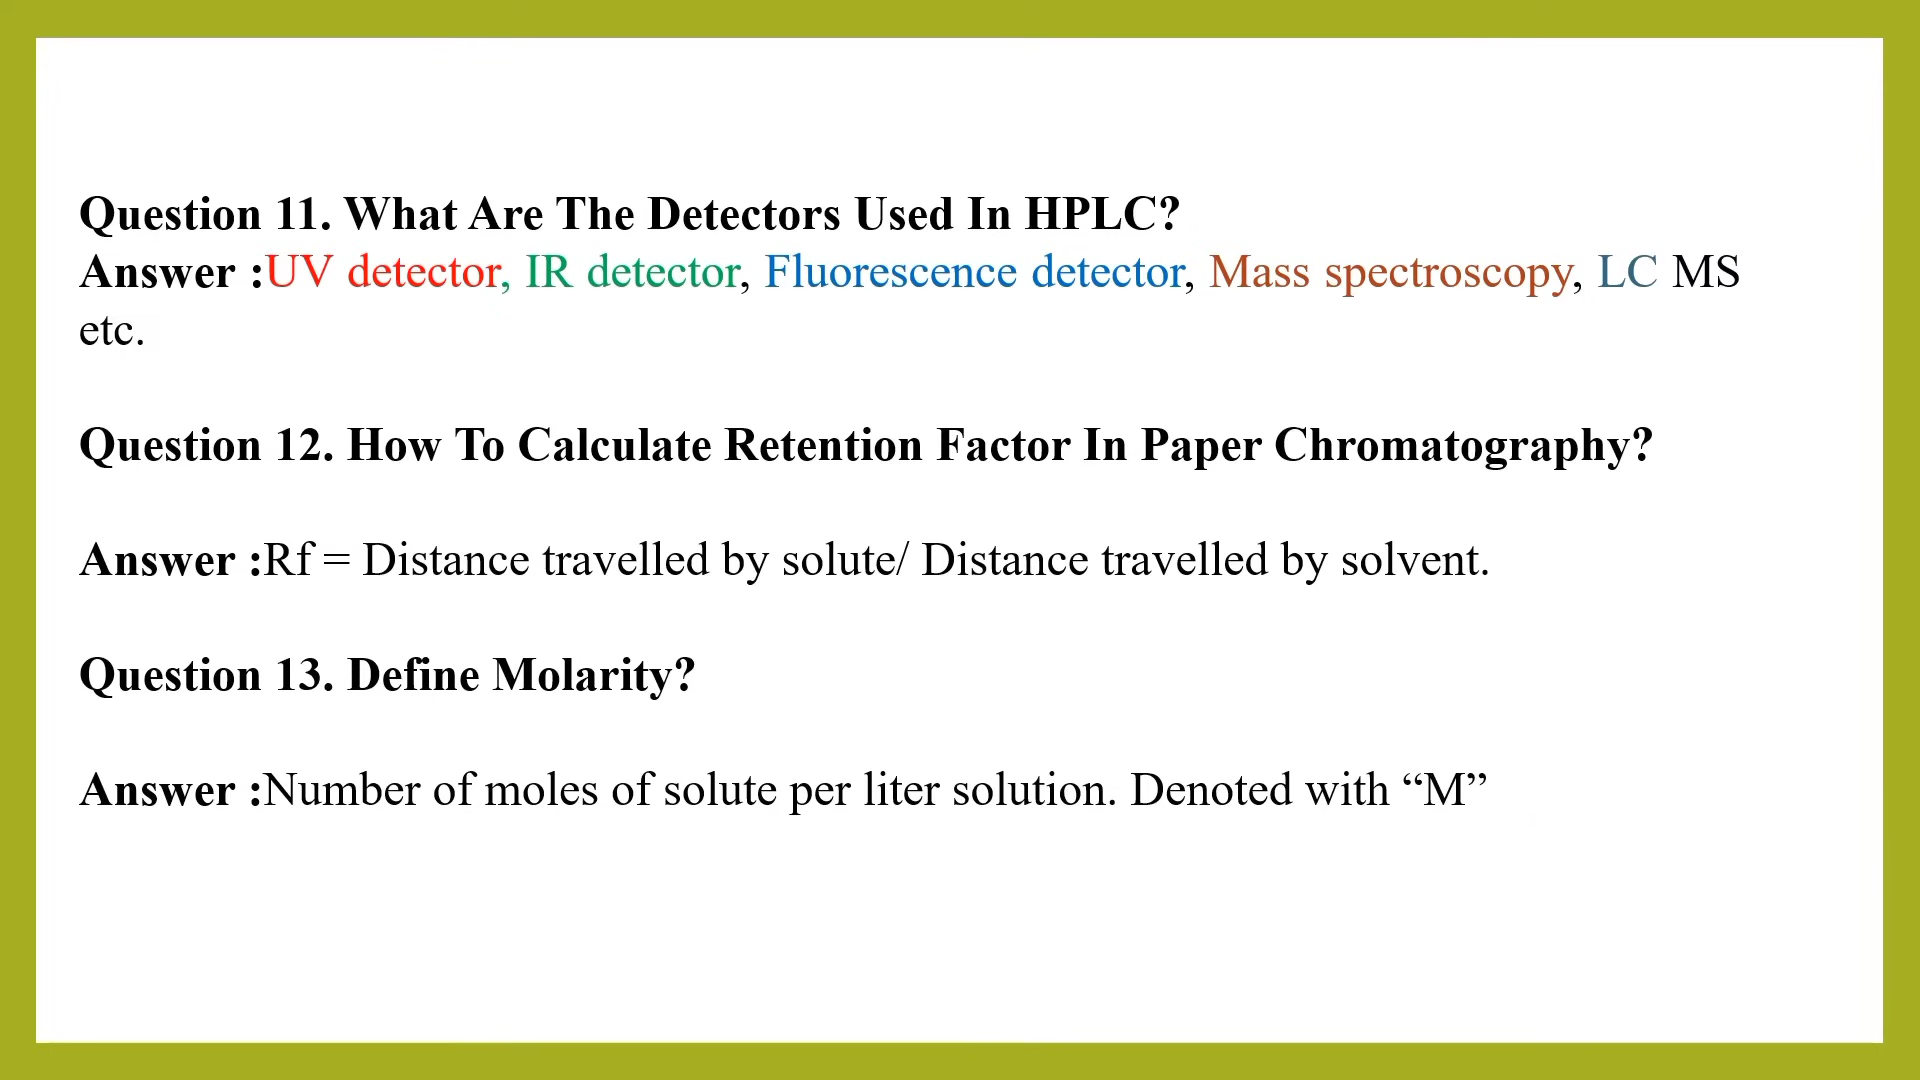 Question 11. What Are The Detectors Used In HPLC?
Answer :UV detector, IR detector, Fluorescence detector, Mass spectroscopy, LC MS
etc.
Question 12. How To Calculate Retention Factor In Paper Chromatography?
Answer :Rf = Distance travelled by solute/ Distance travelled by solvent.
Question 13. Define Molarity?
Answer :Number of moles of solute per liter solution. Denoted with “M”